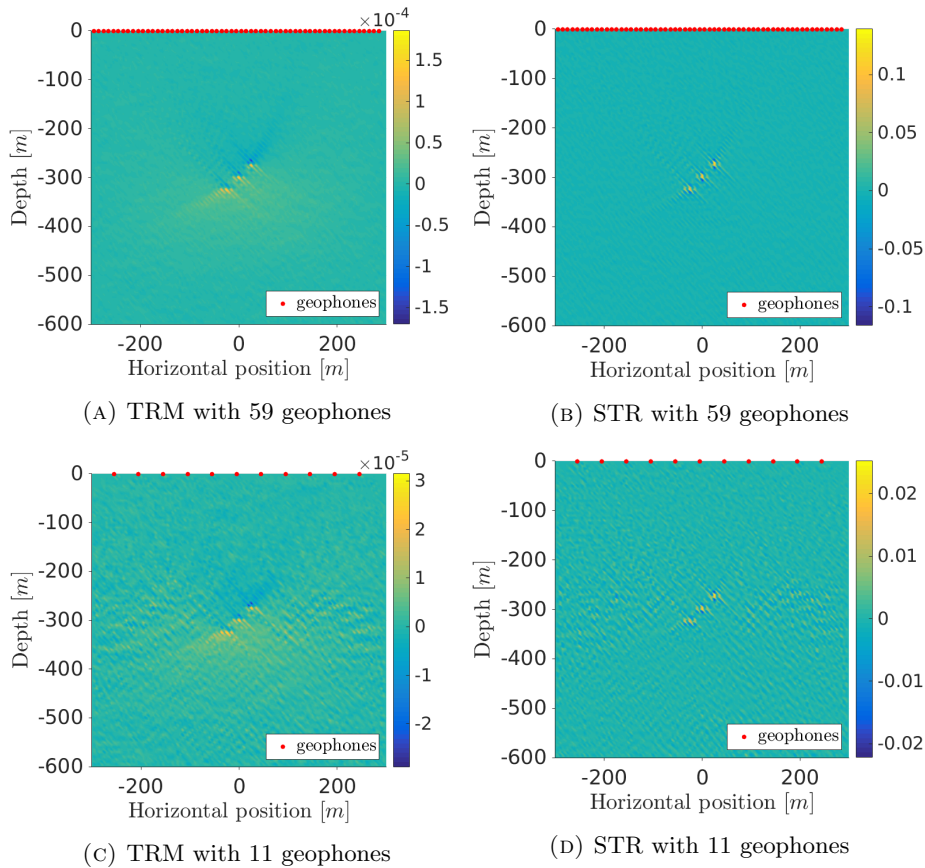 ×10^-4
0
-100
-200
-300
-400
-500
-600
Depth [m]
-200 0 200
Horizontal position [m]
geophones
1.5
1
0.5
0
-0.5
-1
-1.5
(A) TRM with 59 geophones
0
-100
-200
-300
-400
-500
-600
Depth [m]
-200 0 200
Horizontal position [m]
geophones
0.1
0.05
0
-0.05
-0.1
(B) STR with 59 geophones
×10^-5
0
-100
-200
-300
-400
-500
-600
Depth [m]
-200 0 200
Horizontal position [m]
geophones
3
2
1
0
-1
-2
(C) TRM with 11 geophones
0
-100
-200
-300
-400
-500
-600
Depth [m]
-200 0 200
Horizontal position [m]
geophones
0.02
0.01
0
-0.01
-0.02
(D) STR with 11 geophones